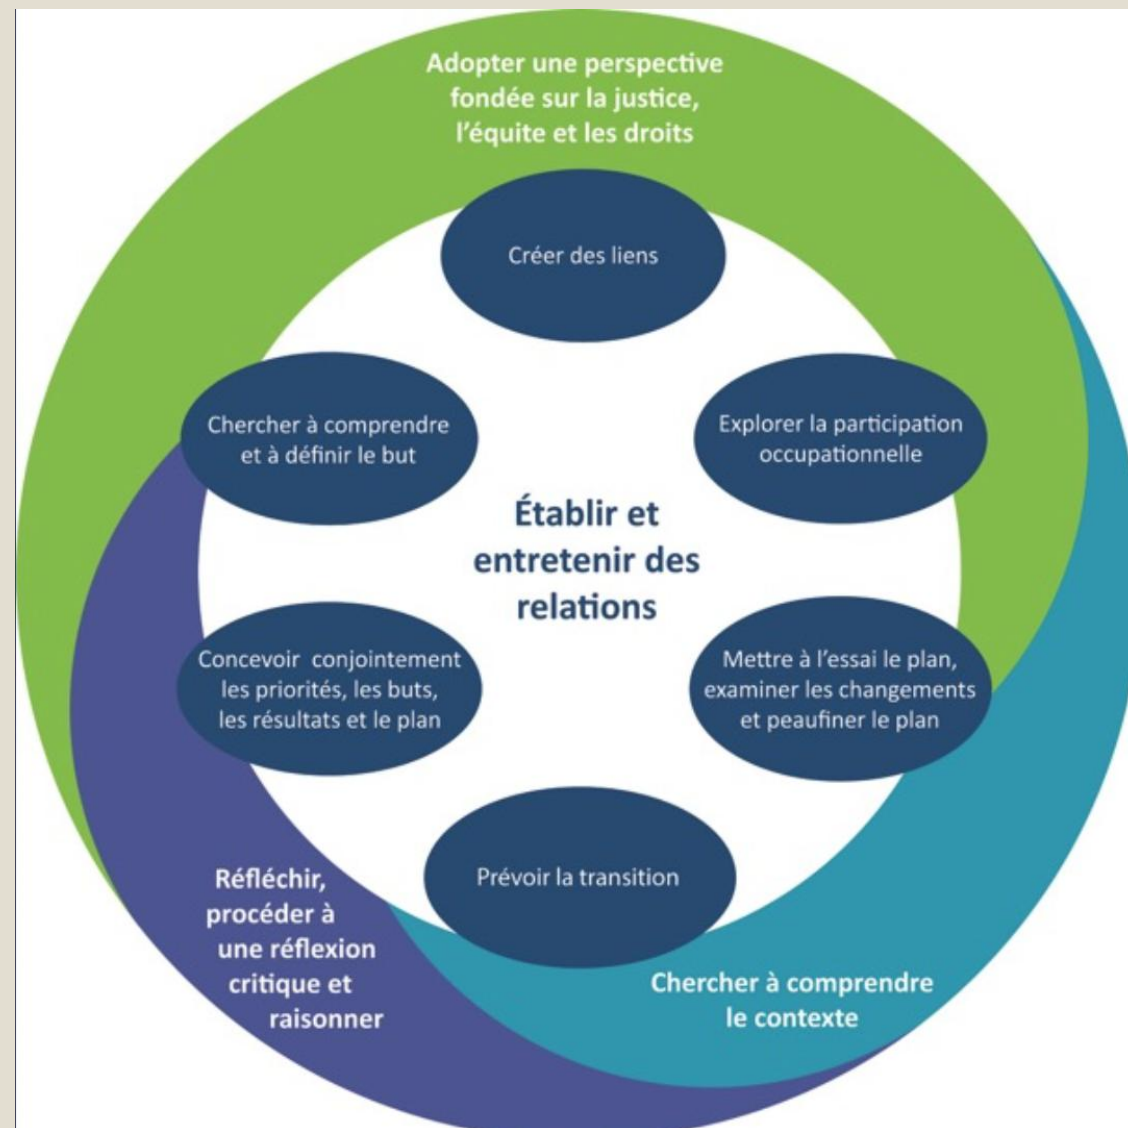 Adopter une perspective
fondée sur la justice,
l'équite et les droits
Créer des liens
Chercher à comprendre
et à définir le but
Explorer la participation
occupationnelle
Établir et
entretenir des
relations
Concevoir conjointement
les priorités, les buts,
les résultats et le plan
Mettre à l'essai le plan,
examiner les changements
et peaufiner le plan
Prévoir la transition
Réfléchir,
procéder à
une réflexion
critique et
raisonner
Chercher à comprendre
le contexte